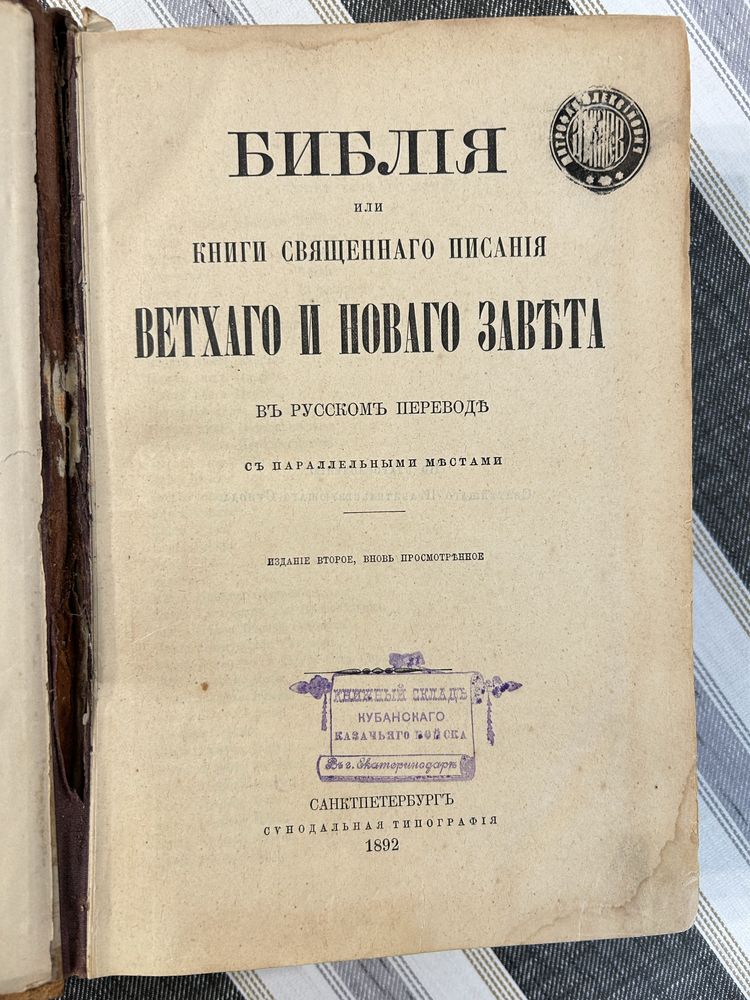 БИБЛІЯ
ИЛИ
КНИГИ СВЯЩЕННАГО ПИСАНІЯ
ВЕТХАГО И НОВАГО ЗАВѢТА
ВЪ РУССКОМЪ ПЕРЕВОДѢ
СЪ ПАРАЛЛЕЛЬНЫМИ МѢСТАМИ
ИЗДАНІЕ ВТОРОЕ, ВНОВЬ ПРОСМОТРѢННОЕ
КНИЖНЫЙ СКЛАДЪ
КУБАНСКАГО
КАЗАЧЬЯГО ВОЙСКА
Въ г. Екатеринодарѣ
САНКТПЕТЕРБУРГЪ
СѴНОДАЛЬНАЯ ТИПОГРАФІЯ
1892